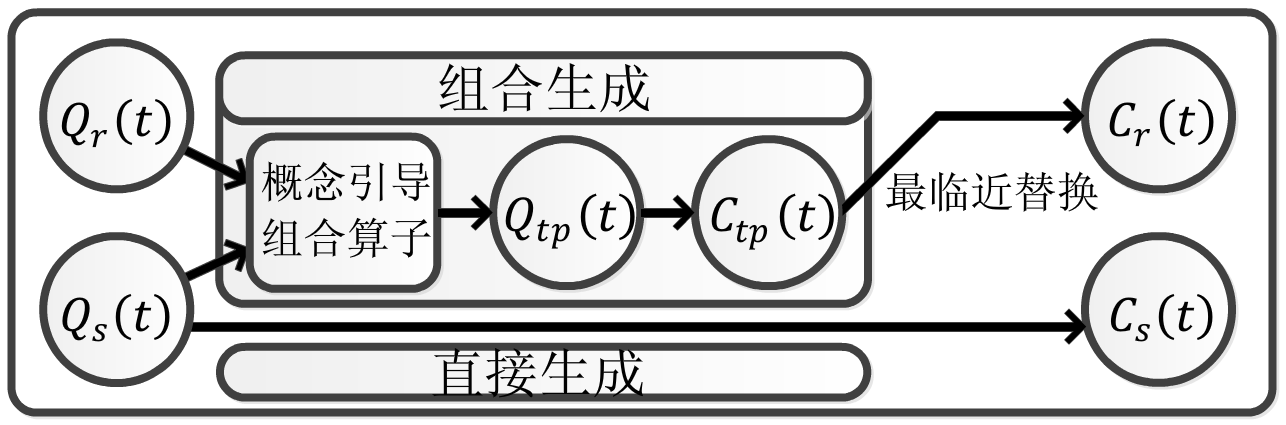 组合生成
Q_r(t)
概念引导
组合算子
Q_tp(t)
C_tp(t)
最临近替换
C_r(t)
Q_s(t)
C_s(t)
直接生成